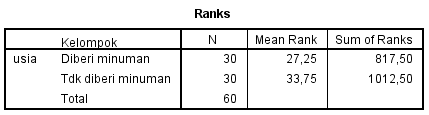 Ranks
Kelompok N Mean Rank Sum of Ranks
usia Diberi minuman 30 27,25 817,50
Tdk diberi minuman 30 33,75 1012,50
Total 60